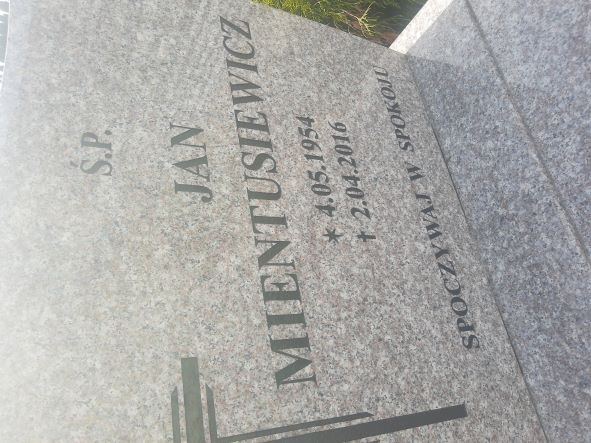 Ś.P.
JAN
MIENTUSIEWICZ
✶ 4.05.1954
✝ 2.04.2016
SPOCZYWAJ W SPOKOJU